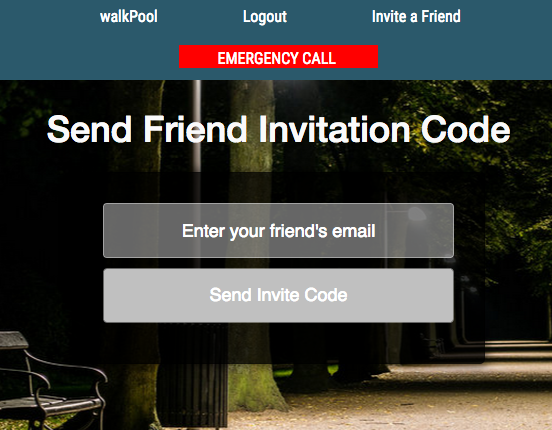 walkPool Logout Invite a Friend
EMERGENCY CALL
Send Friend Invitation Code
Enter your friend's email
Send Invite Code